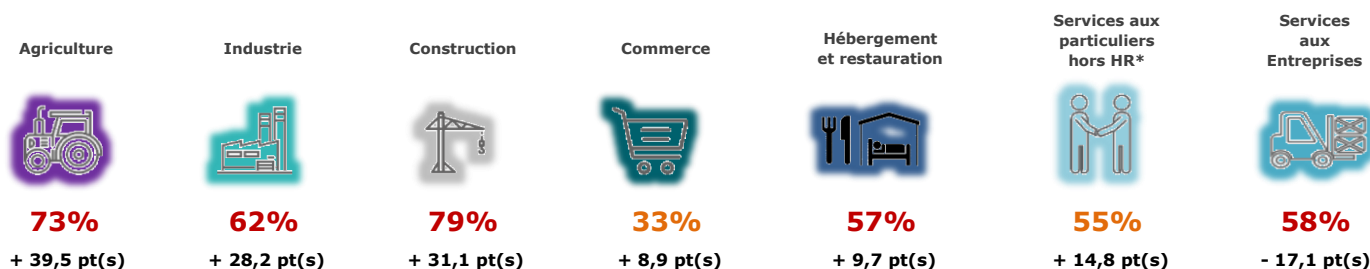 Agriculture
Industrie
Construction
Commerce
Hébergement
et restauration
Services aux
particuliers
hors HR*
Services
aux
Entreprises
73%
62%
79%
33%
57%
55%
58%
+ 39,5 pt(s)
+ 28,2 pt(s)
+ 31,1 pt(s)
+ 8,9 pt(s)
+ 9,7 pt(s)
+ 14,8 pt(s)
- 17,1 pt(s)